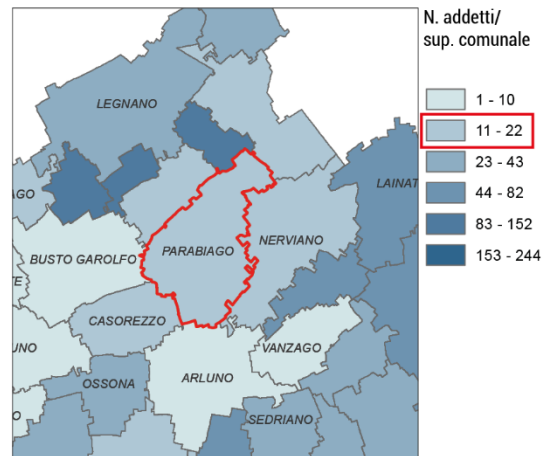 N. addetti/
sup. comunale
1 - 10
11 - 22
23 - 43
44 - 82
83 - 152
153 - 244
LEGNANO
LAINAT
AGO
NERVIANO
BUSTO GAROLFO
PARABIAGO
TE
CASOREZZO
UNO
VANZAGO
OSSONA
ARLUNO
O
SEDRIANO